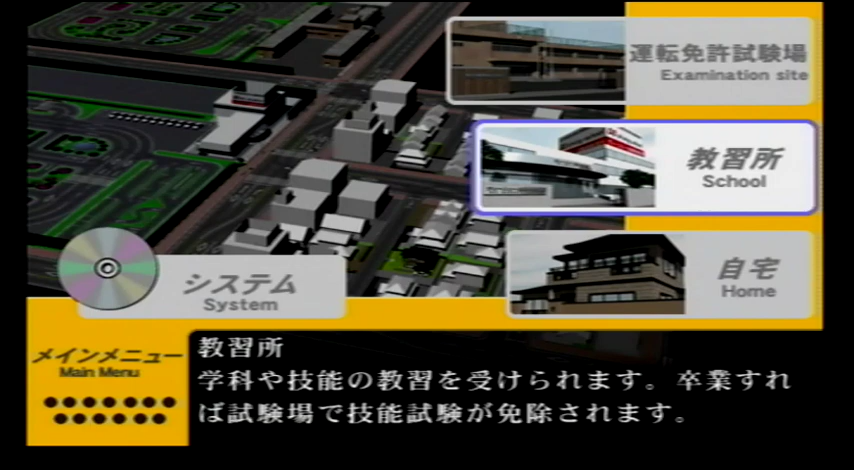 運転免許試験場
Examination site
教習所
School
自宅
Home
システム
System
メインメニュー
Main Menu
教習所
学科や技能の教習を受けられます。卒業すれ
ば試験場で技能試験が免除されます。